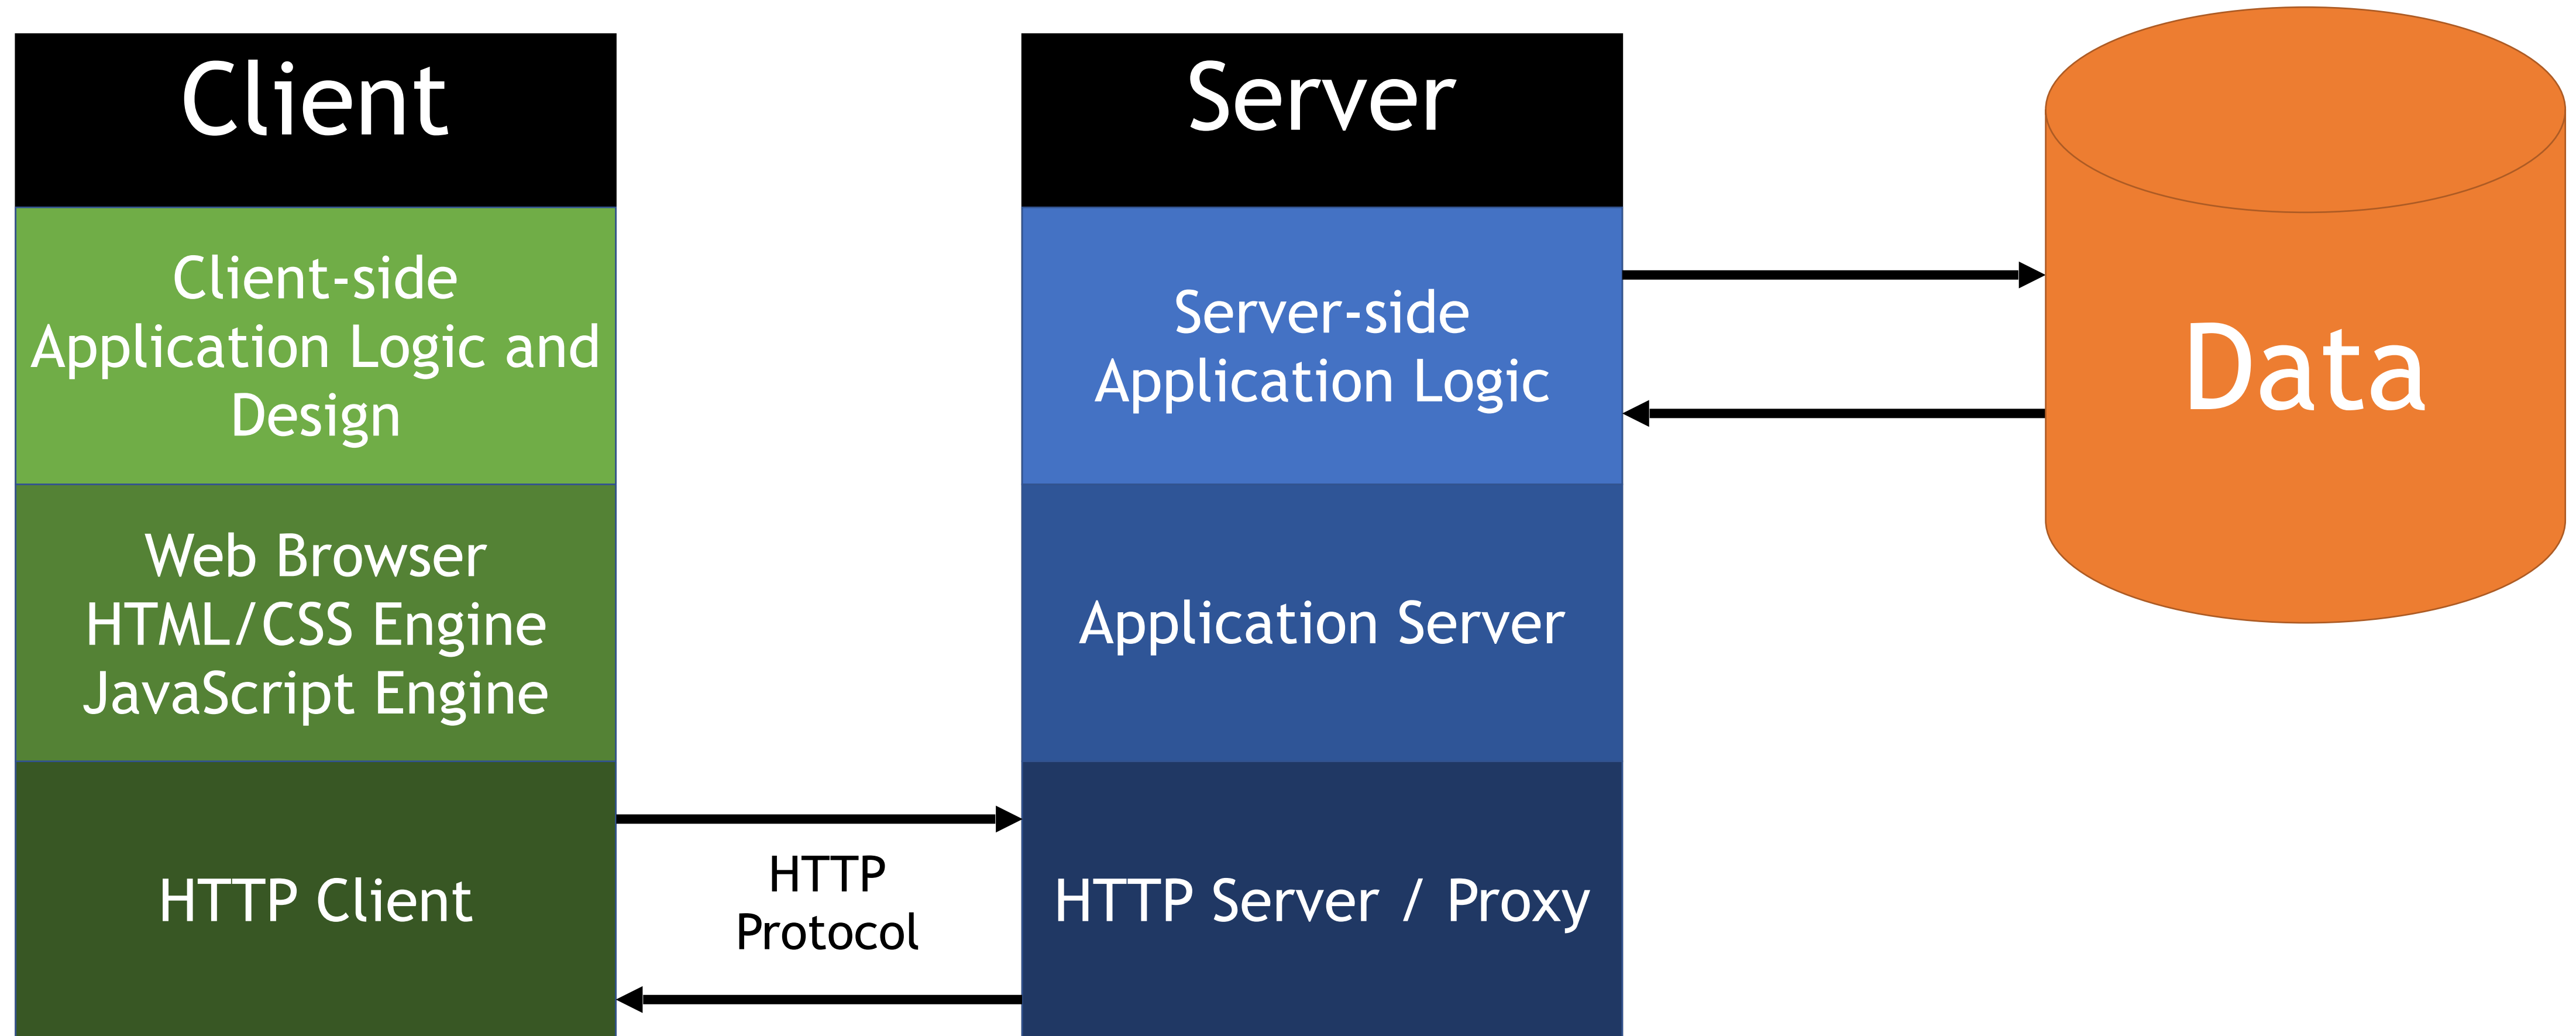 Client
Client-side
Application Logic and
Design
Web Browser
HTML/CSS Engine
JavaScript Engine
HTTP Client
HTTP
Protocol
Server
Server-side
Application Logic
Application Server
HTTP Server / Proxy
Data